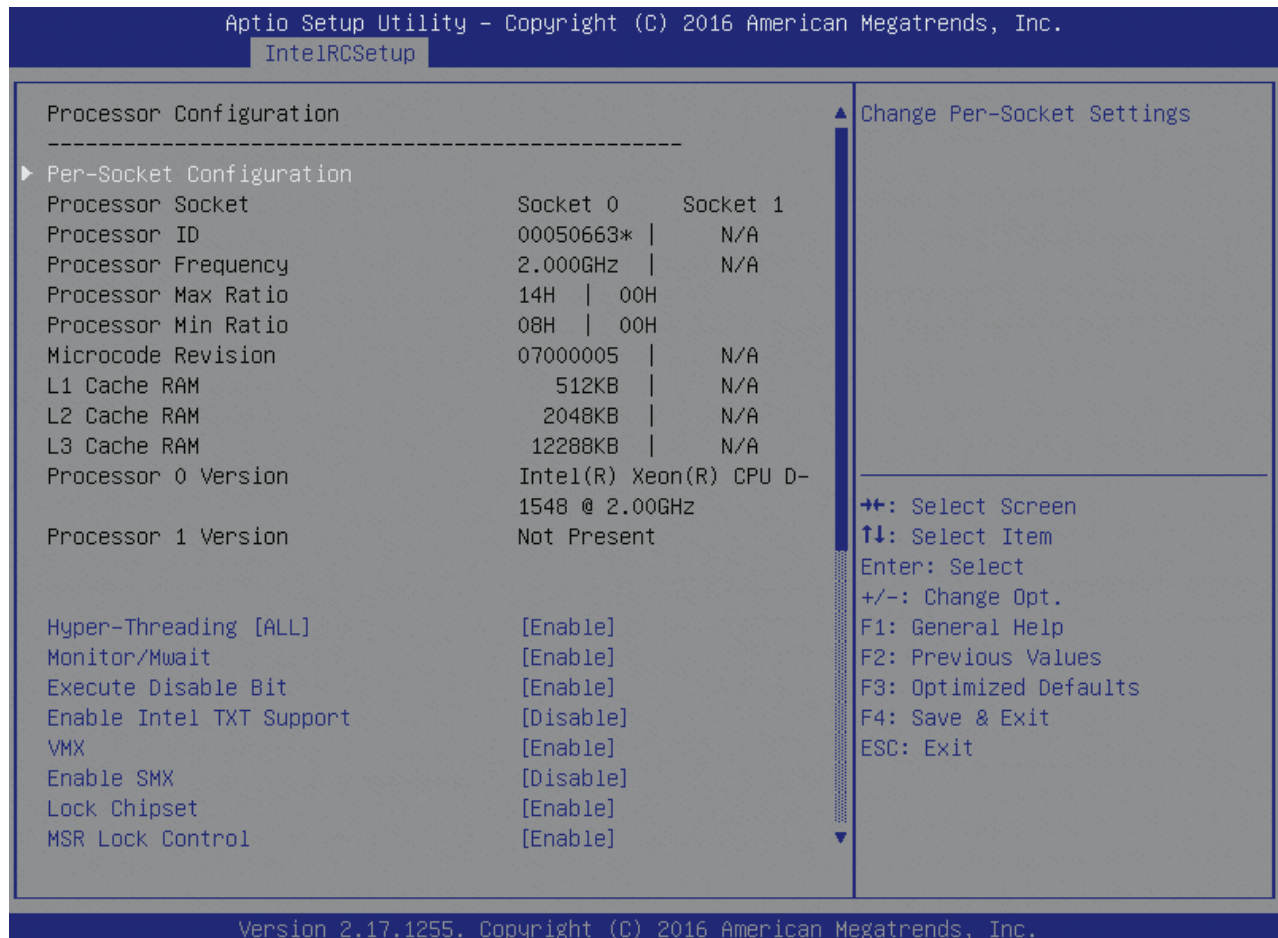 Aptio Setup Utility – Copyright (C) 2016 American Megatrends, Inc.
IntelRCSetup
Processor Configuration
--------------------------------------------------
Per-Socket Configuration
Processor Socket Socket 0 Socket 1
Processor ID 00050663* | N/A
Processor Frequency 2.000GHz | N/A
Processor Max Ratio 14H | 00H
Processor Min Ratio 08H | 00H
Microcode Revision 07000005 | N/A
L1 Cache RAM 512KB | N/A
L2 Cache RAM 2048KB | N/A
L3 Cache RAM 12288KB | N/A
Processor 0 Version Intel(R) Xeon(R) CPU D-
1548 @ 2.00GHz
Processor 1 Version Not Present
Hyper-Threading [ALL] [Enable]
Monitor/Mwait [Enable]
Execute Disable Bit [Enable]
Enable Intel TXT Support [Disable]
VMX [Enable]
Enable SMX [Disable]
Lock Chipset [Enable]
MSR Lock Control [Enable]
Change Per-Socket Settings
→←: Select Screen
↑↓: Select Item
Enter: Select
+/-: Change Opt.
F1: General Help
F2: Previous Values
F3: Optimized Defaults
F4: Save & Exit
ESC: Exit
Version 2.17.1255. Copyright (C) 2016 American Megatrends, Inc.